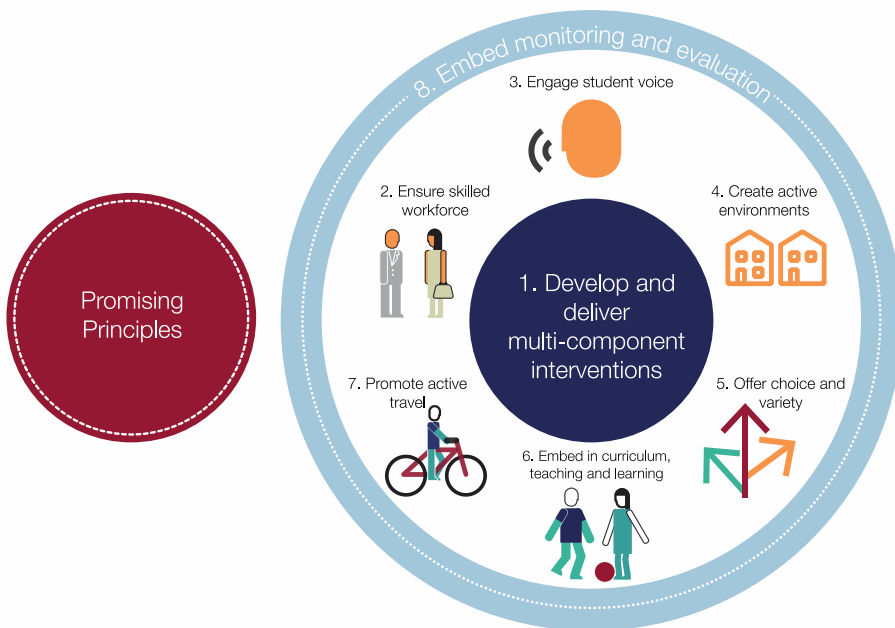 Promising
Principles
8. Embed monitoring and evaluation
1. Develop and
deliver
multi-component
interventions
2. Ensure skilled
workforce
3. Engage student voice
4. Create active
environments
5. Offer choice and
variety
6. Embed in curriculum,
teaching and learning
7. Promote active
travel